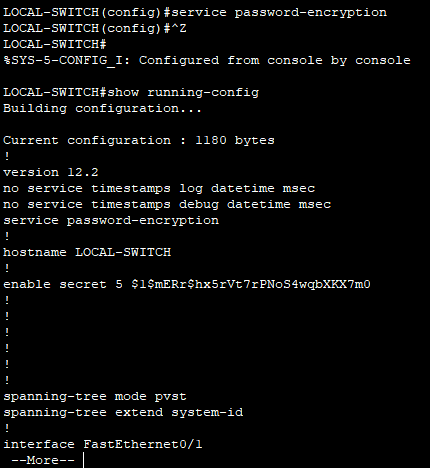 LOCAL-SWITCH(config)#service password-encryption
LOCAL-SWITCH(config)#^Z
LOCAL-SWITCH#
%SYS-5-CONFIG_I: Configured from console by console
LOCAL-SWITCH#show running-config
Building configuration...
Current configuration : 1180 bytes
!
version 12.2
no service timestamps log datetime msec
no service timestamps debug datetime msec
service password-encryption
!
hostname LOCAL-SWITCH
!
enable secret 5 $1$mERr$hx5rVt7rPNoS4wqbXKX7m0
!
!
!
!
!
!
spanning-tree mode pvst
spanning-tree extend system-id
!
interface FastEthernet0/1
--More--